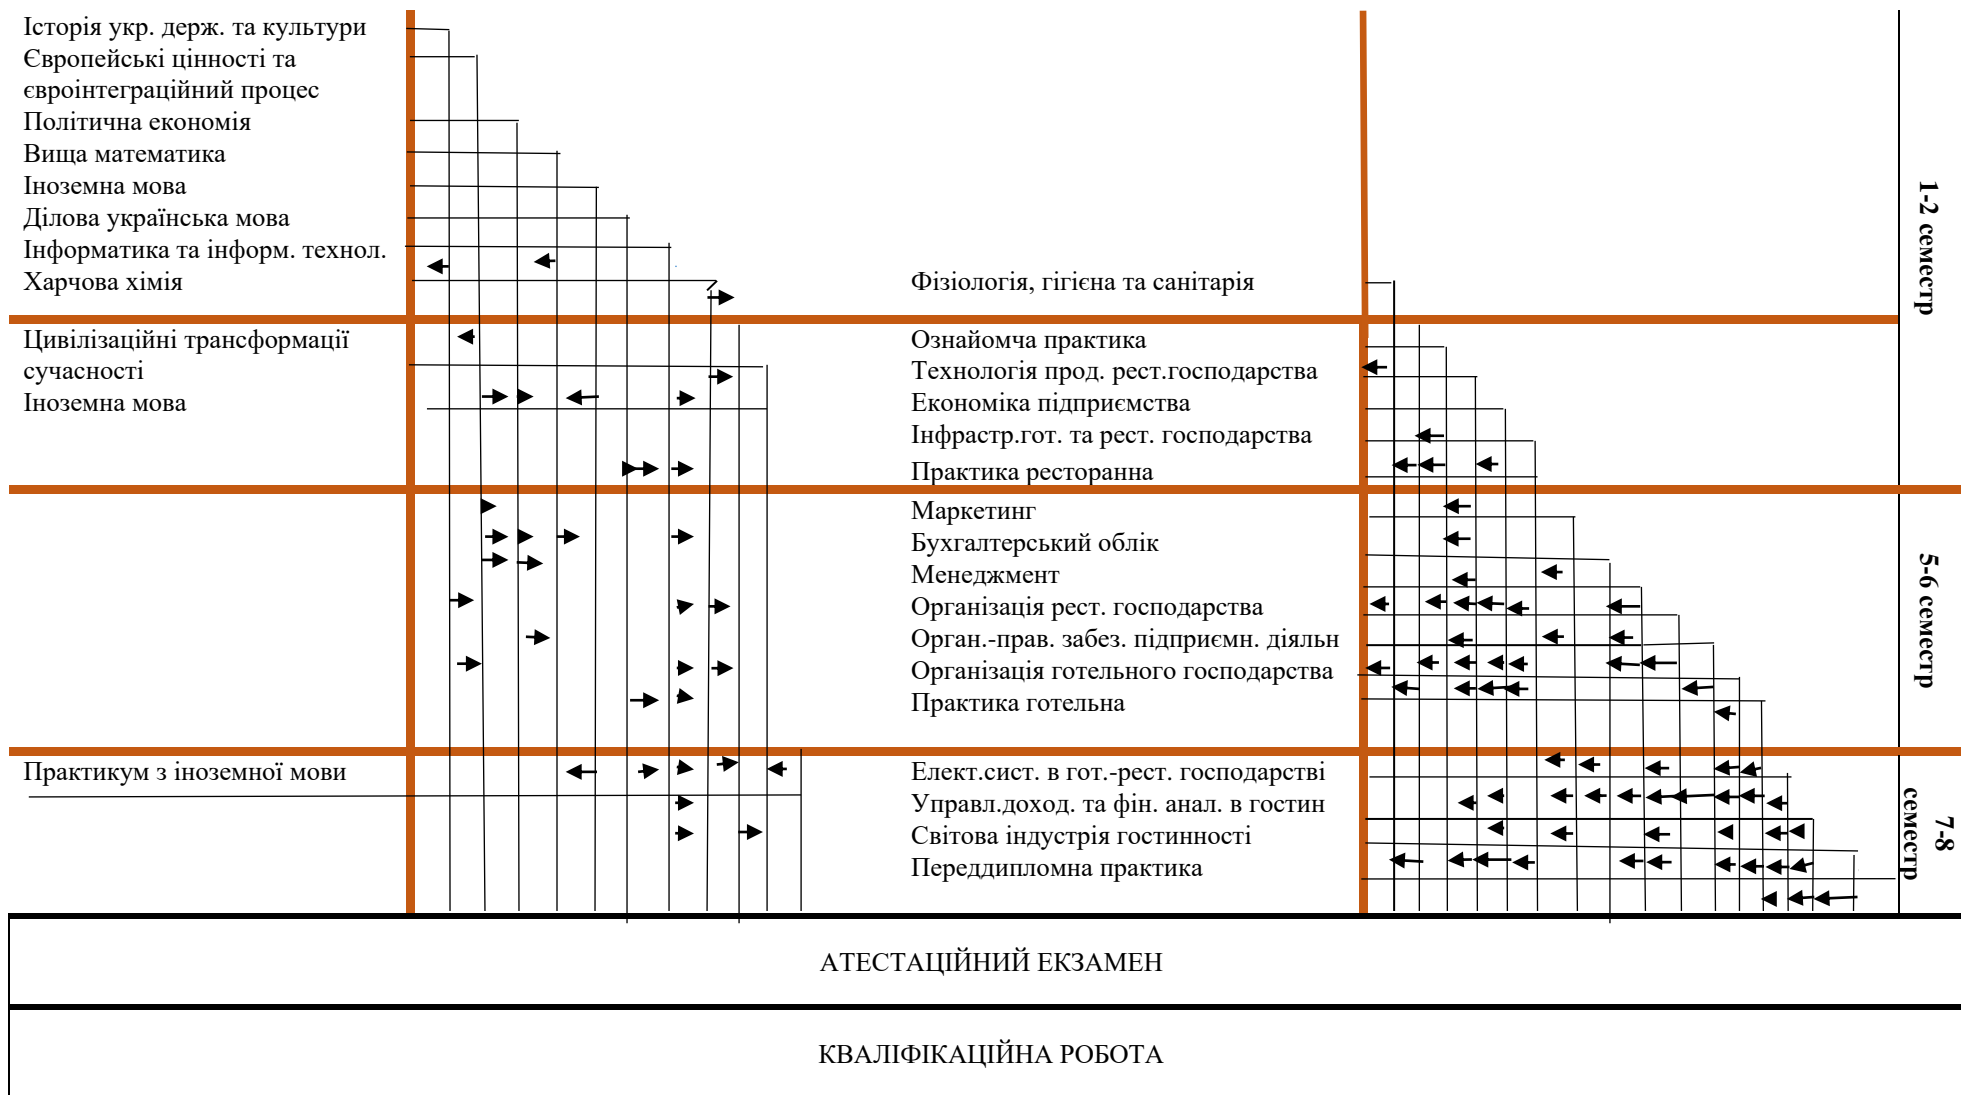 Історія укр. держ. та культури
Європейські цінності та
євроінтеграційний процес
Політична економія
Вища математика
Іноземна мова
Ділова українська мова
Інформатика та інформ. технол.
Харчова хімія
Фізіологія, гігієна та санітарія
1-2 семестр
Цивілізаційні трансформації
сучасності
Іноземна мова
Ознайомча практика
Технологія прод. рест.господарства
Економіка підприємства
Інфрастр.гот. та рест. господарства
Практика ресторанна
Маркетинг
Бухгалтерський облік
Менеджмент
Організація рест. господарства
Орган.-прав. забез. підприємн. діяльн
Організація готельного господарства
Практика готельна
5-6 семестр
Практикум з іноземної мови
Елект.сист. в гот.-рест. господарстві
Управл.доход. та фін. анал. в гостин
Світова індустрія гостинності
Переддипломна практика
7-8
семестр
АТЕСТАЦІЙНИЙ ЕКЗАМЕН
КВАЛІФІКАЦІЙНА РОБОТА